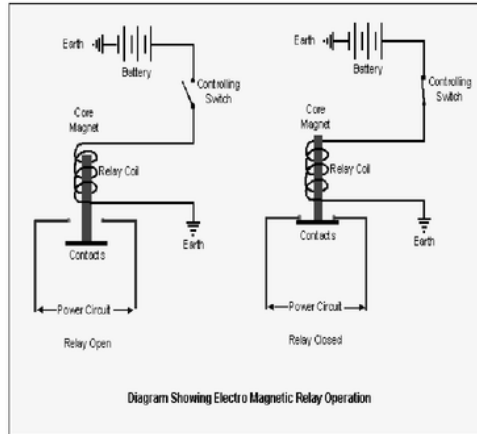 Earth
Battery
Controlling
Switch
Core
Magnet
Relay Coil
Earth
Contacts
Power Circuit
Relay Open
Earth
Battery
Controlling
Switch
Core
Magnet
Relay Coil
Contacts
Earth
Power Circuit
Relay Closed
Diagram Showing Electro Magnetic Relay Operation